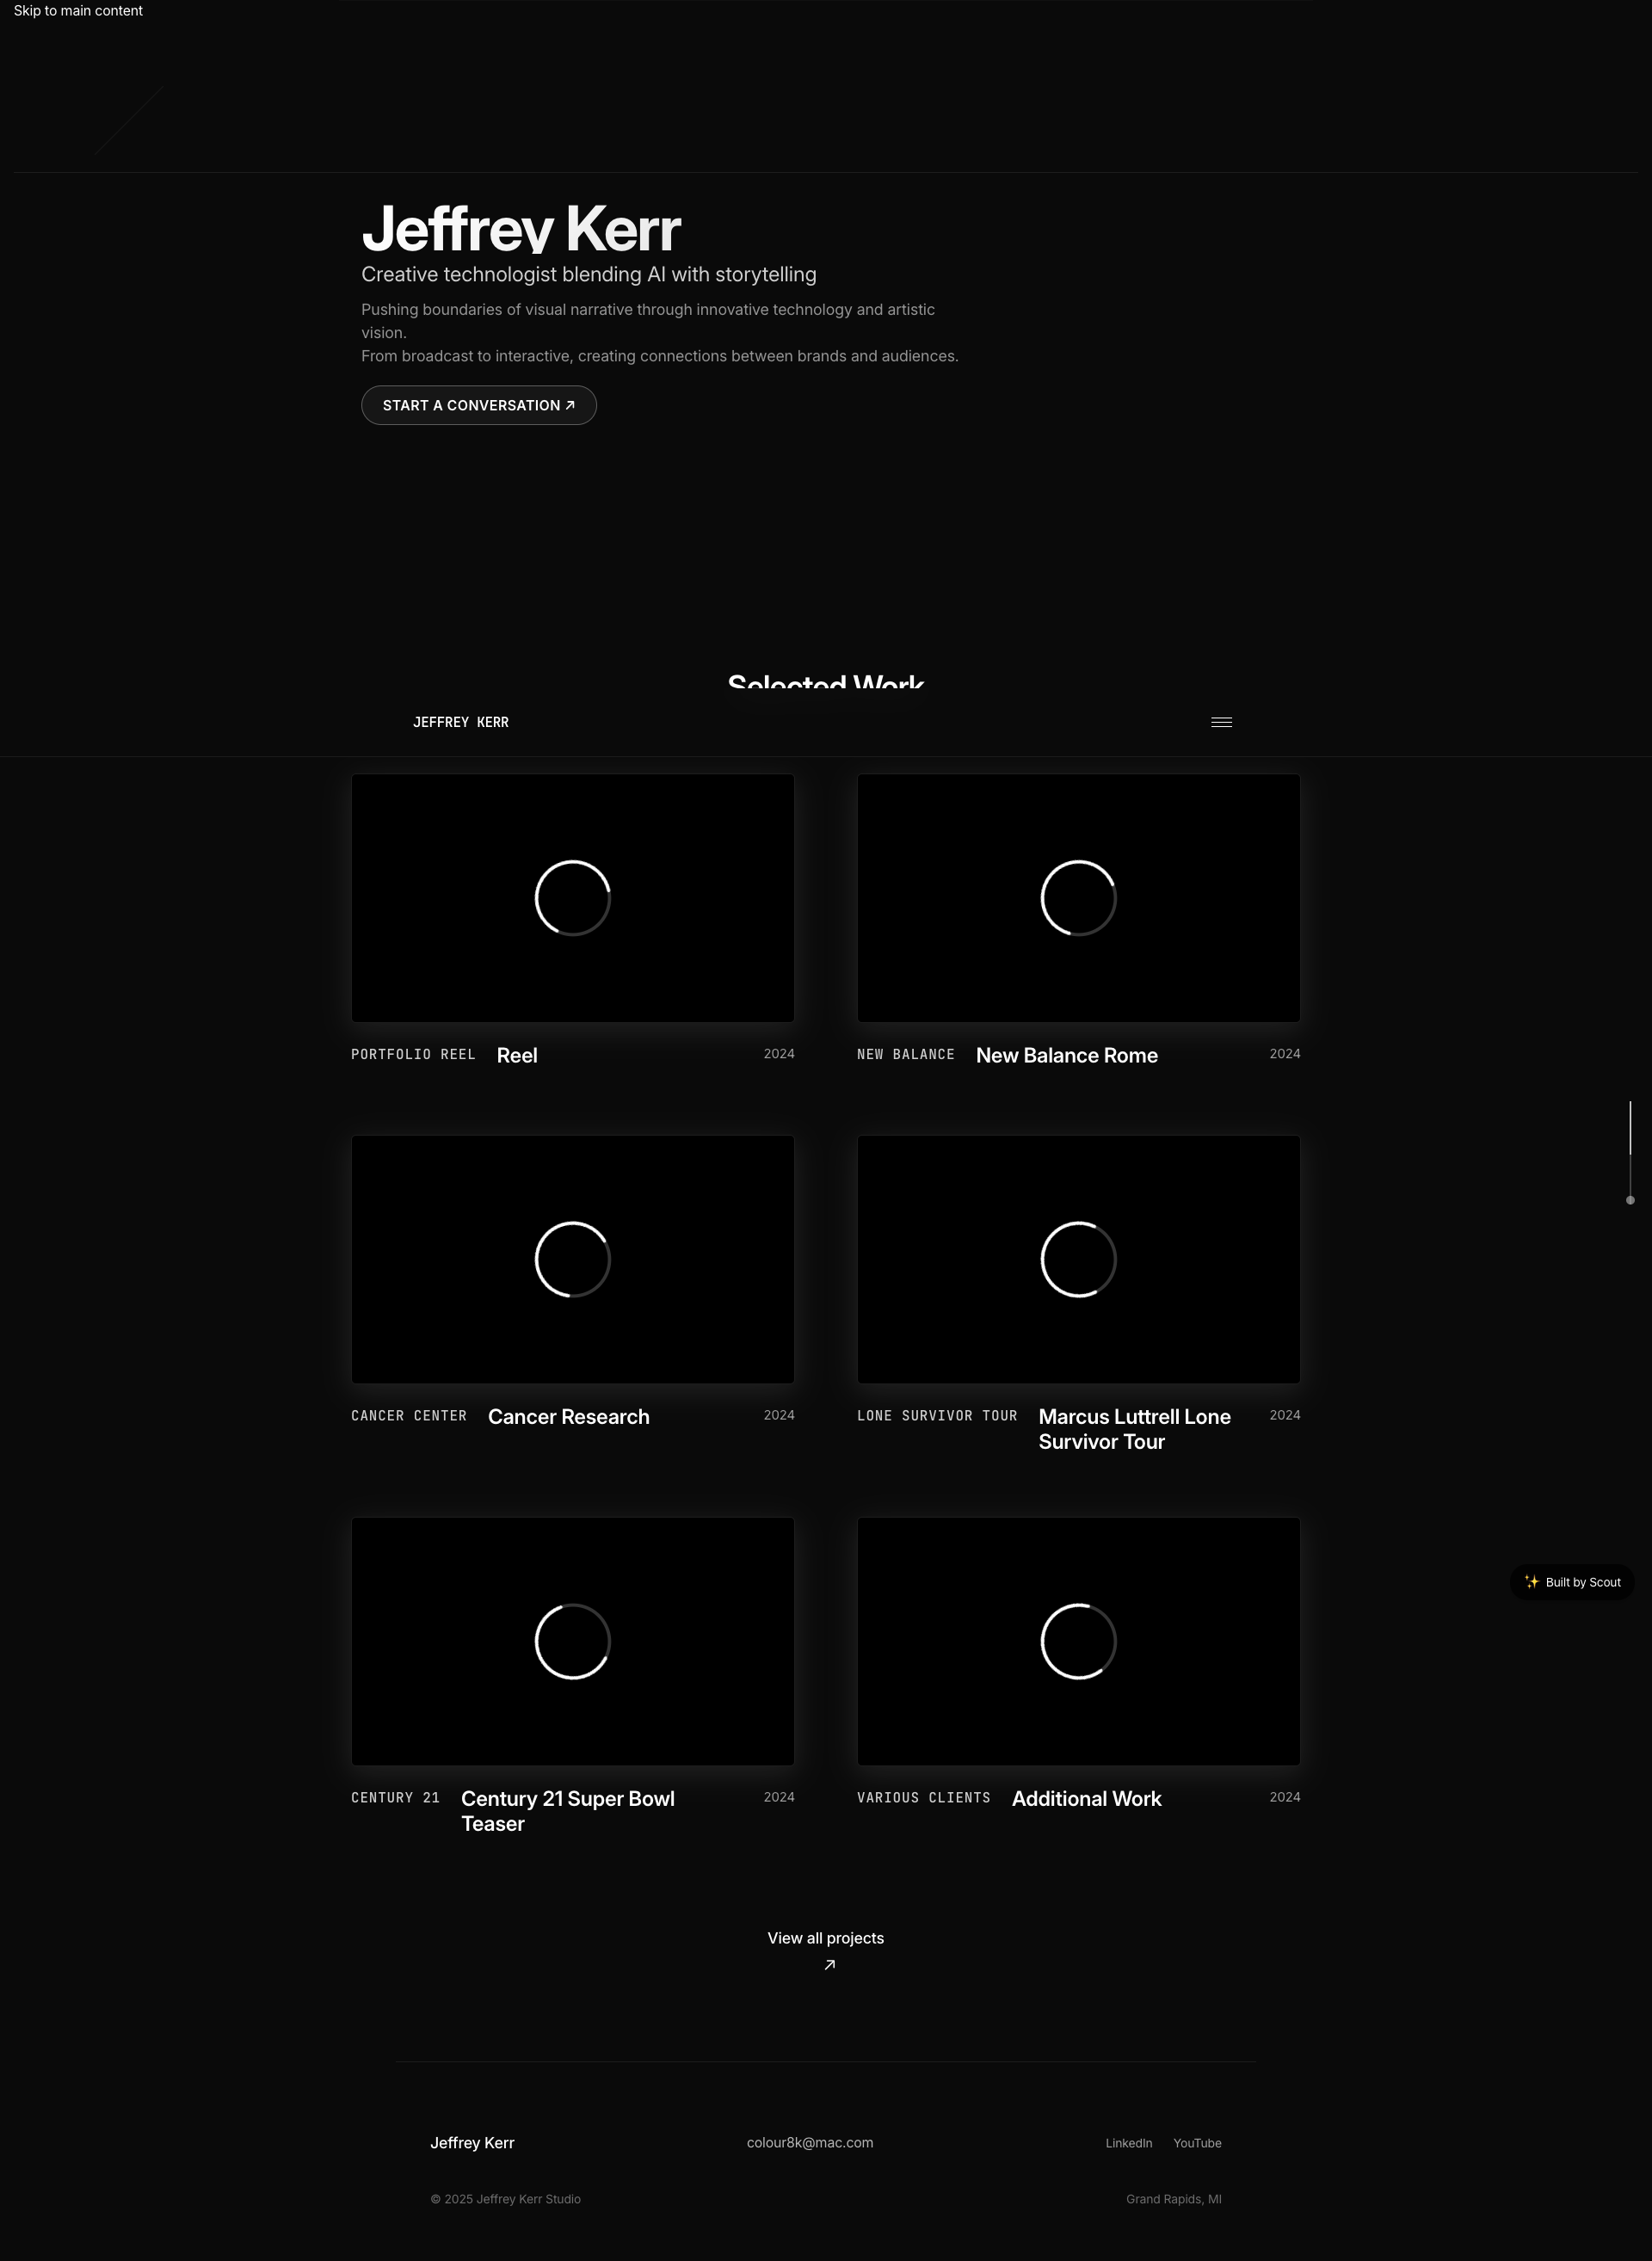 Skip to main content
Jeffrey Kerr
Creative technologist blending AI with storytelling
Pushing boundaries of visual narrative through innovative technology and artistic
vision.
From broadcast to interactive, creating connections between brands and audiences.
START A CONVERSATION ↗
Selected Work
JEFFREY KERR
PORTFOLIO REEL Reel 2024
NEW BALANCE New Balance Rome 2024
CANCER CENTER Cancer Research 2024
LONE SURVIVOR TOUR Marcus Luttrell Lone 2024
Survivor Tour
✨ Built by Scout
CENTURY 21 Century 21 Super Bowl 2024
Teaser
VARIOUS CLIENTS Additional Work 2024
View all projects
↗
Jeffrey Kerr
colour8k@mac.com
LinkedIn YouTube
© 2025 Jeffrey Kerr Studio
Grand Rapids, MI